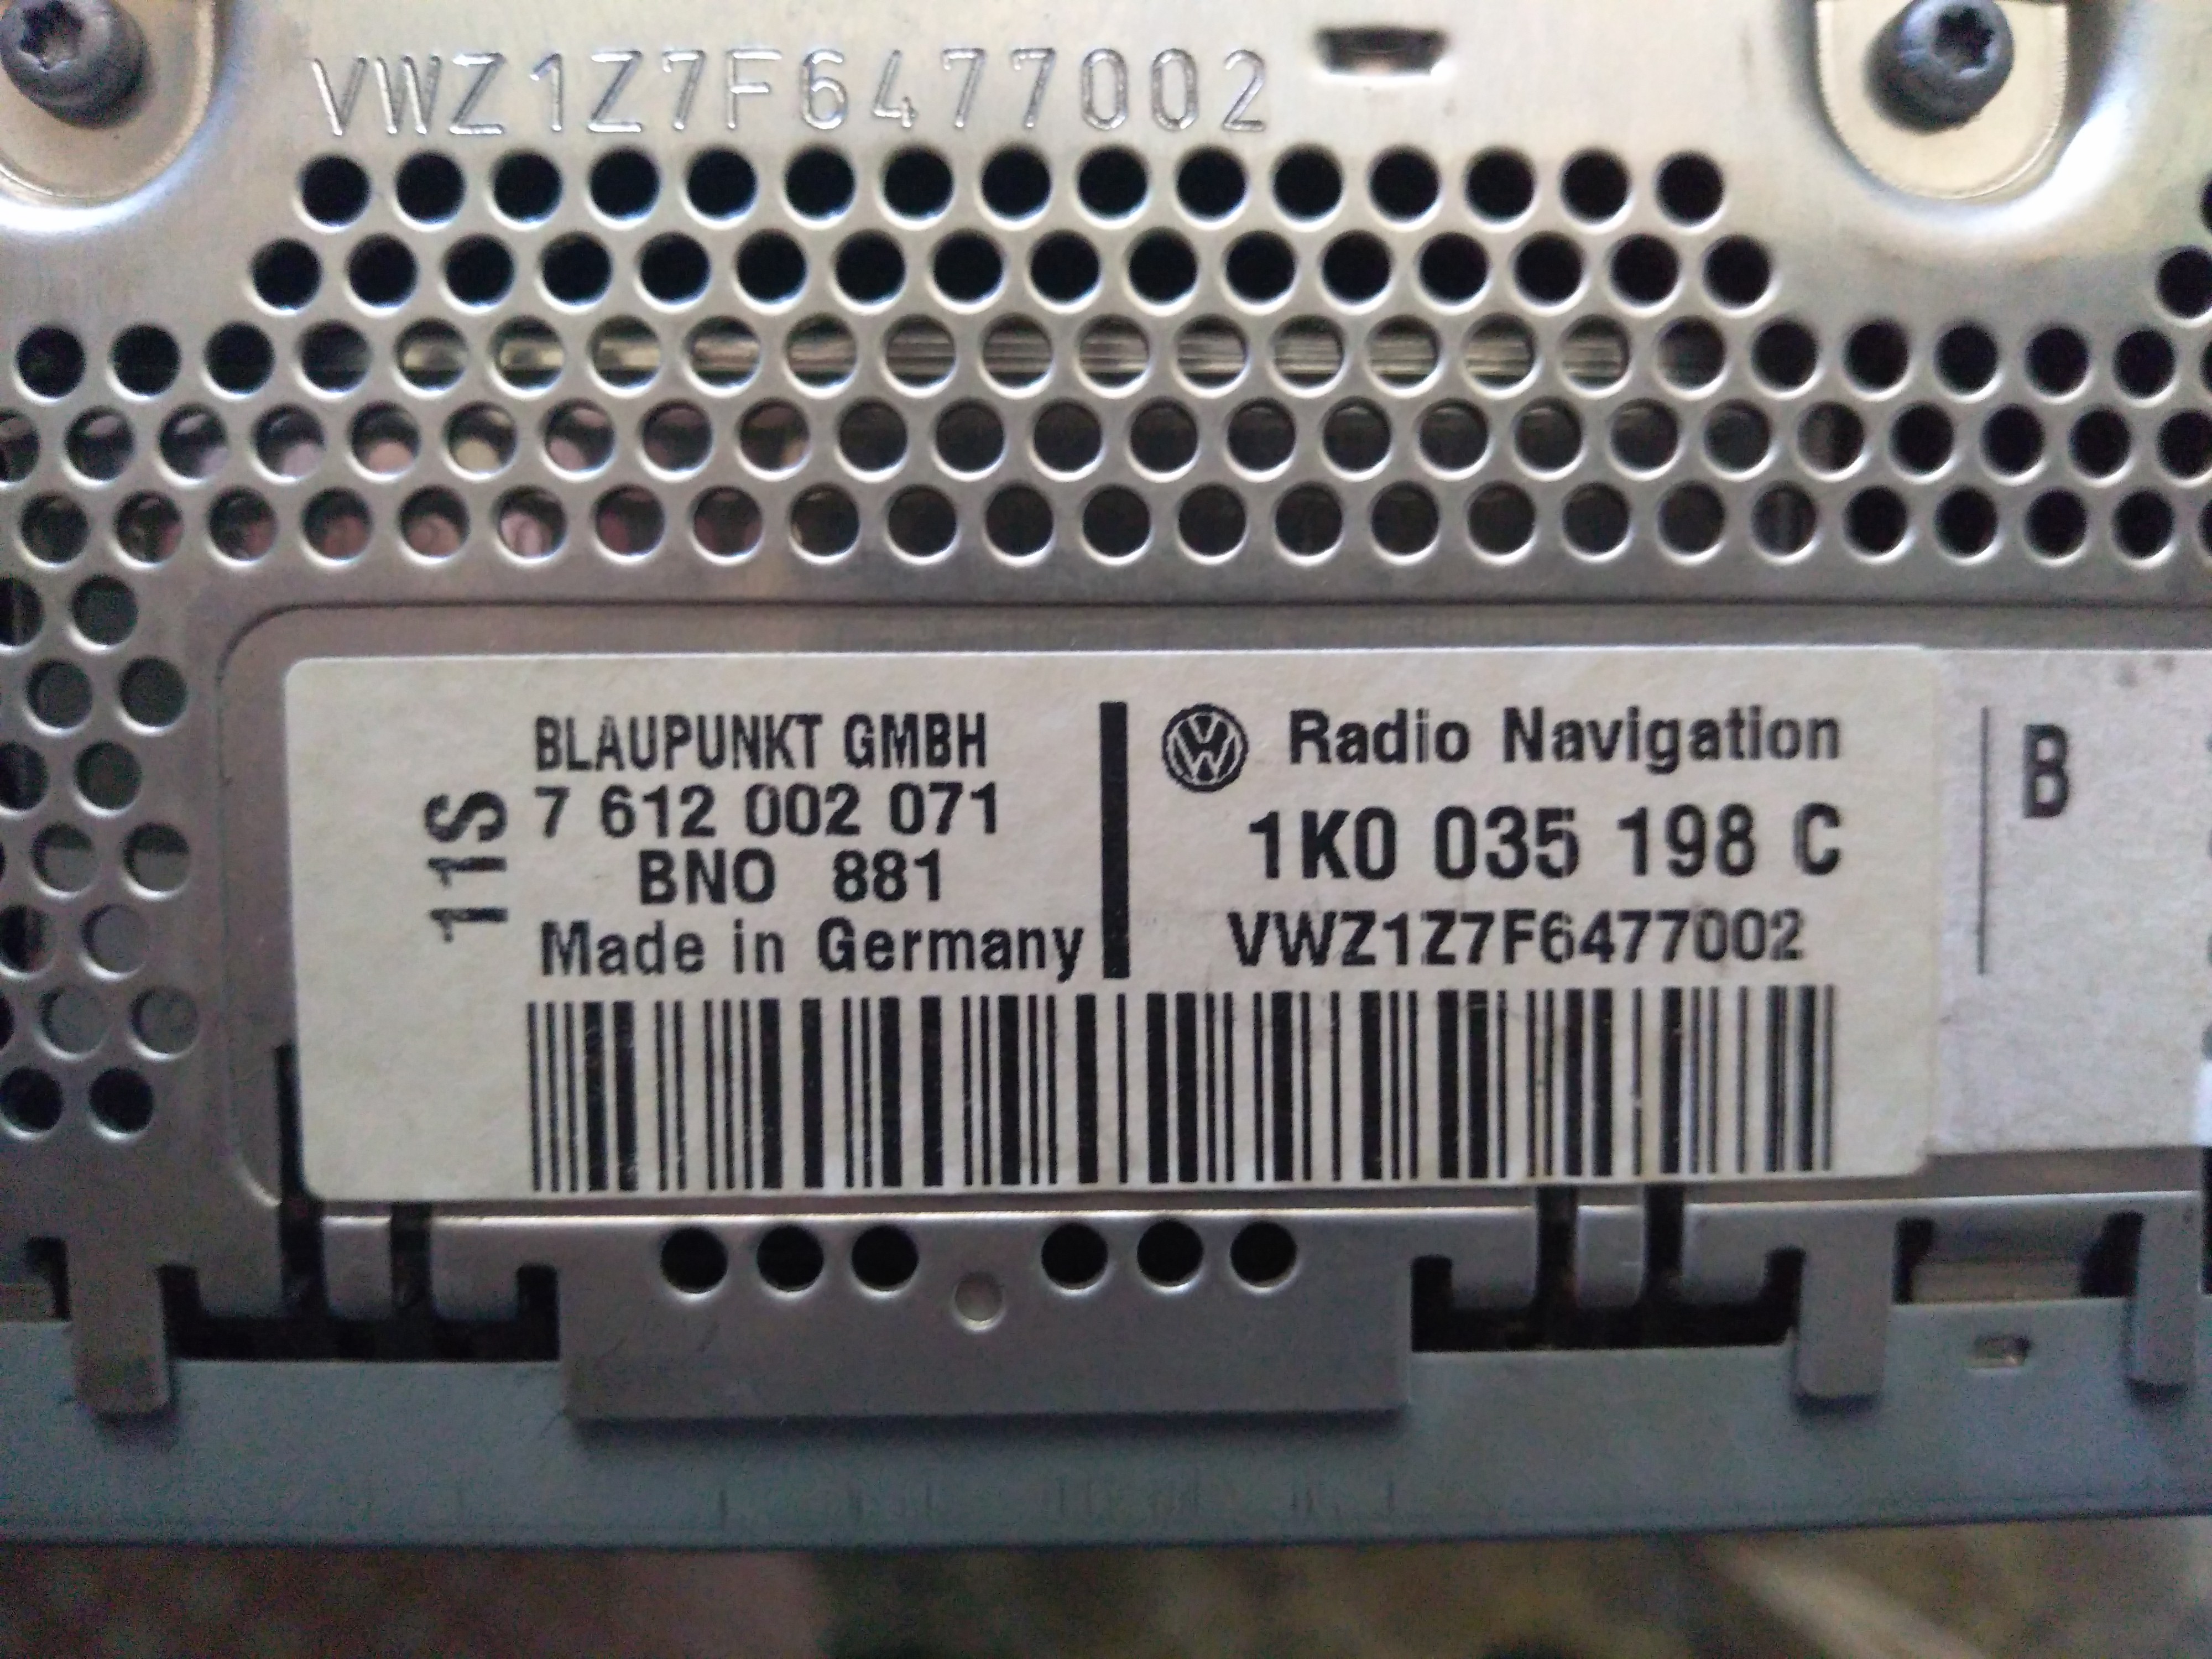 VWZ1Z7F6477002
11S
BLAUPUNKT GMBH
7 612 002 071
BNO 881
Made in Germany
VW Radio Navigation
1K0 035 198 C
VWZ1Z7F6477002
B